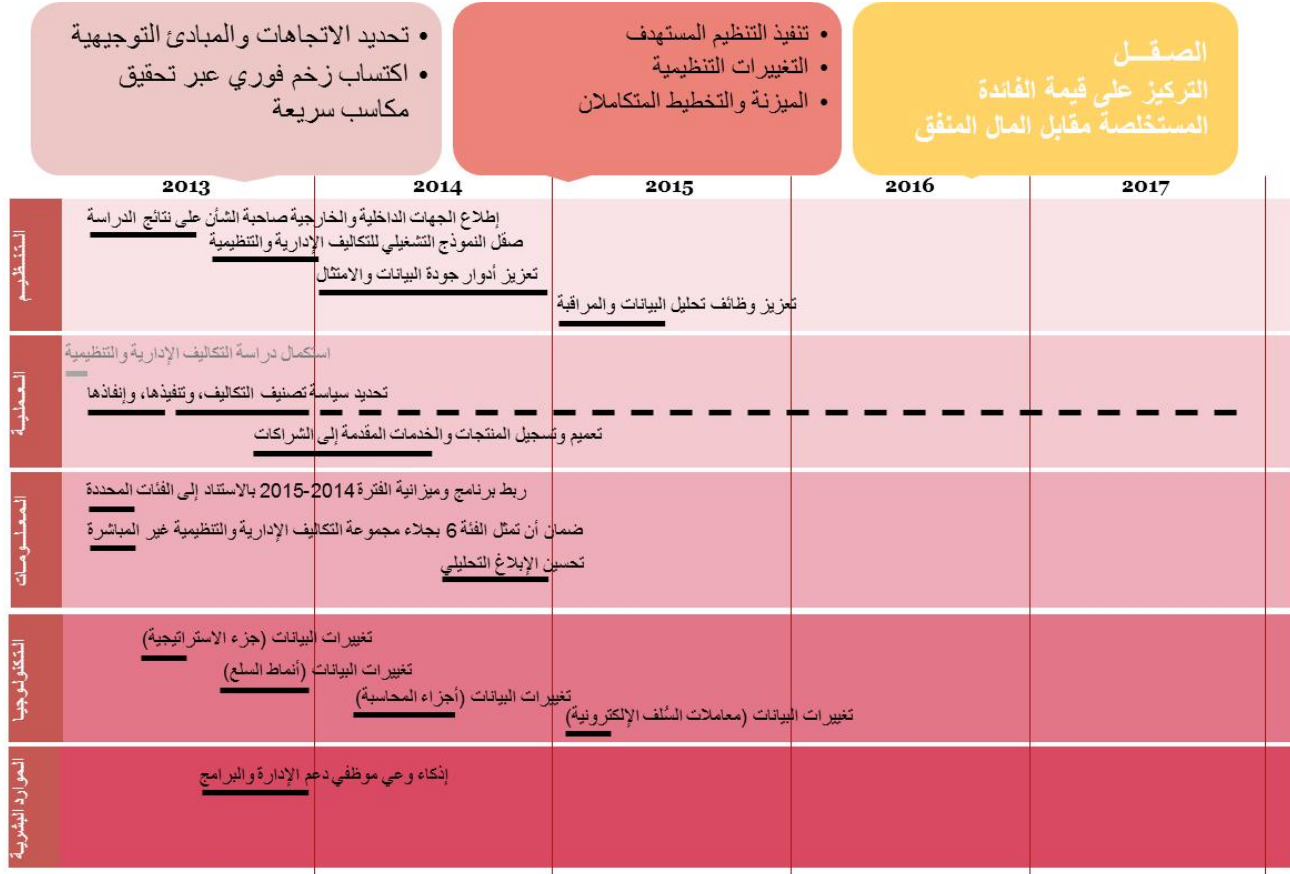 • تحديد الاتجاهات والمبادئ التوجيهية
• اكتساب زخم فوري عبر تحقيق
مكاسب سريعة
• تنفيذ التنظيم المستهدف
• التغييرات التنظيمية
• الميزنة والتخطيط المتكاملان
الصقــل
التركيز على قيمة الفائدة
المستخلصة مقابل المال المنفق
2013 2014 2015 2016 2017
التنظيم
إطلاع الجهات الداخلية والخارجية صاحبة الشأن على نتائج الدراسة
صقل النموذج التشغيلي للتكاليف الإدارية والتنظيمية
تعزيز أدوار جودة البيانات والامتثال
تعزيز وظائف تحليل البيانات والمراقبة
العملية
استكمال دراسة التكاليف الإدارية والتنظيمية
تحديد سياسة تصنيف التكاليف، وتنفيذها، وإنفاذها
تعميم وتسجيل المنتجات والخدمات المقدمة إلى الشراكات
المعلومات
ربط برنامج وميزانية الفترة 2014-2015 بالاستناد إلى الفئات المحددة
ضمان أن تمثل الفئة 6 بجلاء مجموعة التكاليف الإدارية والتنظيمية غير المباشرة
تحسين الإبلاغ التحليلي
التكنولوجيا
تغييرات البيانات (جزء الاستراتيجية)
تغييرات البيانات (أنماط السلع)
تغييرات البيانات (أجزاء المحاسبة)
تغييرات البيانات (معاملات السُلف الإلكترونية)
الموارد البشرية
إذكاء وعي موظفي دعم الإدارة والبرامج